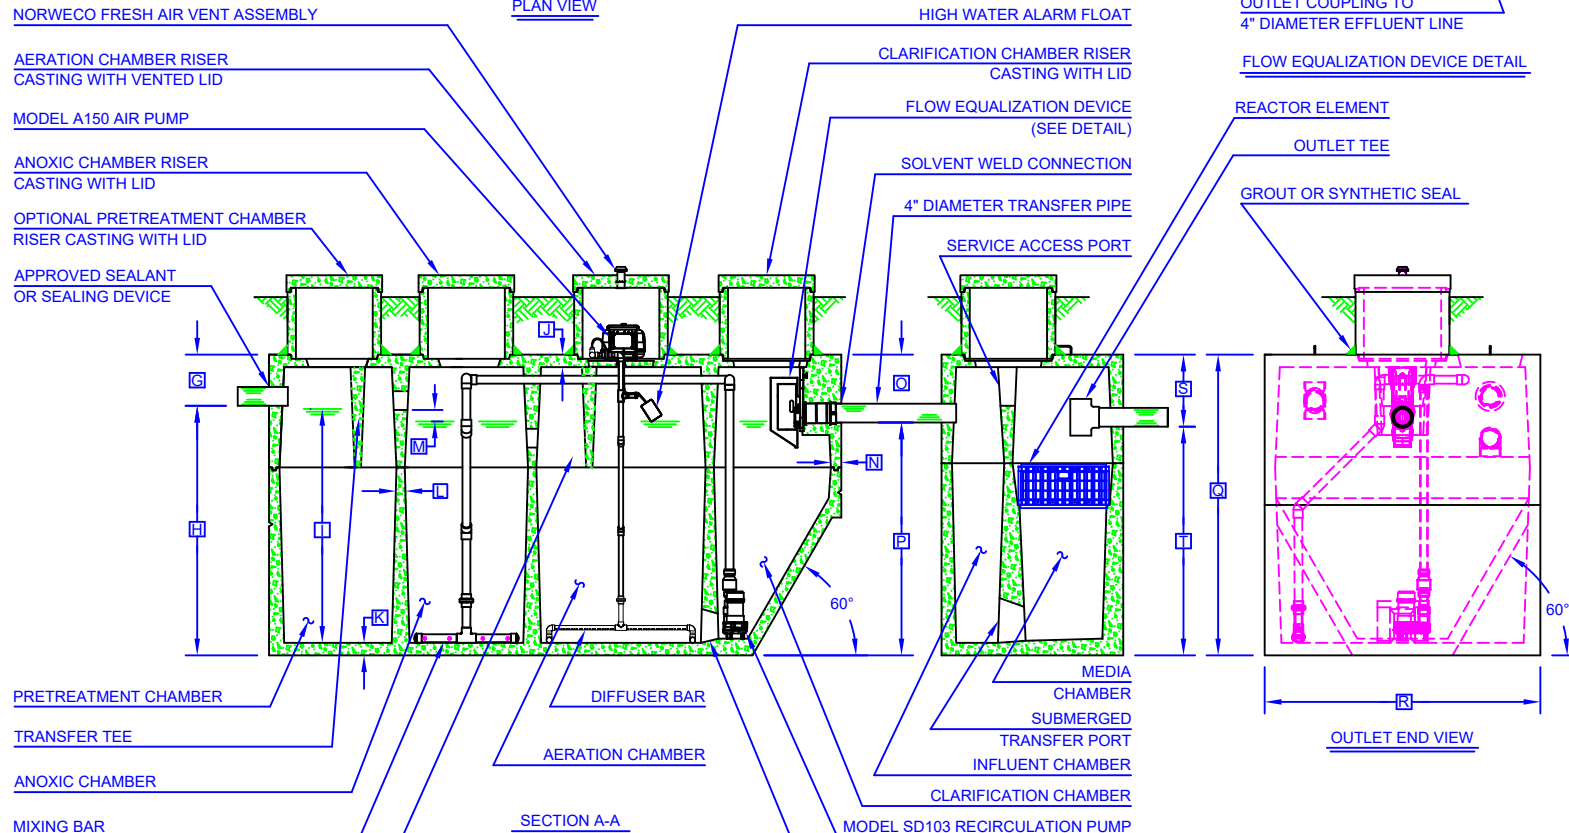 PLAN VIEW
NORWECO FRESH AIR VENT ASSEMBLY
AERATION CHAMBER RISER
CASTING WITH VENTED LID
MODEL A150 AIR PUMP
ANOXIC CHAMBER RISER
CASTING WITH LID
OPTIONAL PRETREATMENT CHAMBER
RISER CASTING WITH LID
APPROVED SEALANT
OR SEALING DEVICE
HIGH WATER ALARM FLOAT
CLARIFICATION CHAMBER RISER
CASTING WITH LID
FLOW EQUALIZATION DEVICE
(SEE DETAIL)
SOLVENT WELD CONNECTION
4" DIAMETER TRANSFER PIPE
SERVICE ACCESS PORT
OUTLET COUPLING TO
4" DIAMETER EFFLUENT LINE
FLOW EQUALIZATION DEVICE DETAIL
REACTOR ELEMENT
OUTLET TEE
GROUT OR SYNTHETIC SEAL
G
H
I
J
K
L
M
N
O
P
Q
R
S
T
60°
60°
PRETREATMENT CHAMBER
TRANSFER TEE
ANOXIC CHAMBER
MIXING BAR
DIFFUSER BAR
AERATION CHAMBER
SECTION A-A
MEDIA
CHAMBER
SUBMERGED
TRANSFER PORT
INFLUENT CHAMBER
CLARIFICATION CHAMBER
MODEL SD103 RECIRCULATION PUMP
OUTLET END VIEW